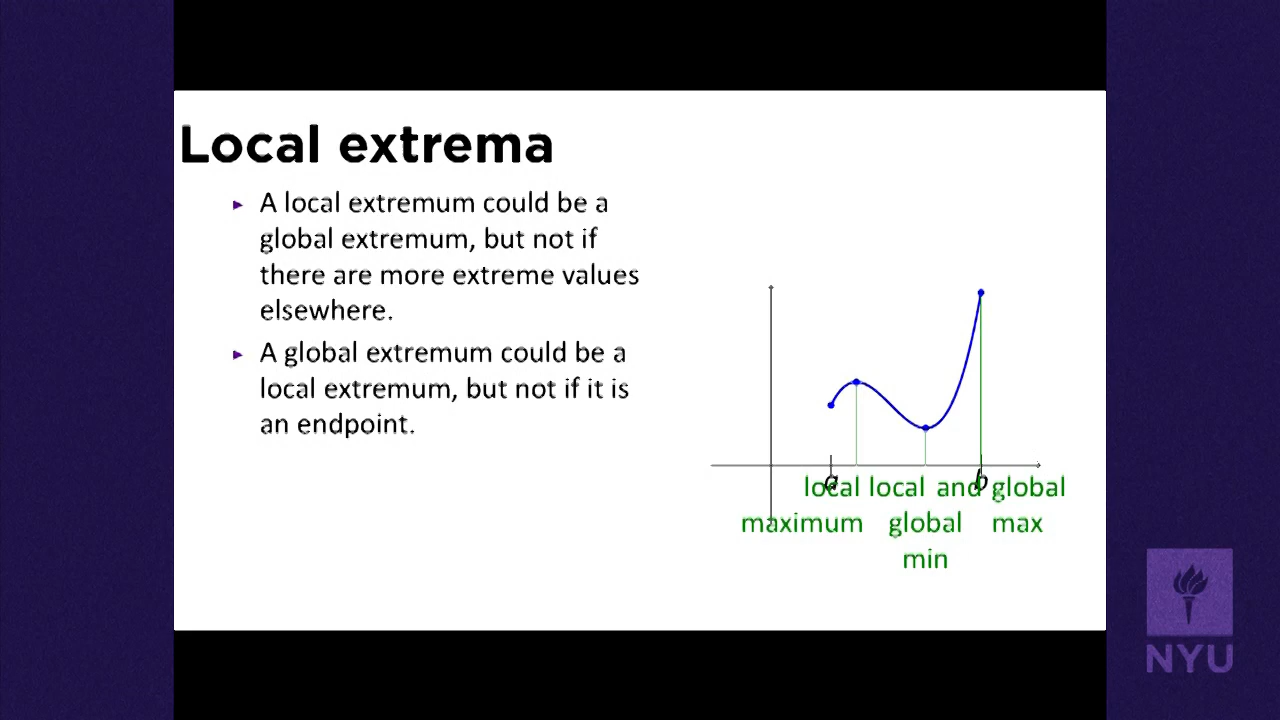 Local extrema
A local extremum could be a
global extremum, but not if
there are more extreme values
elsewhere.
A global extremum could be a
local extremum, but not if it is
an endpoint.
a
b
local
maximum
local and
global
min
global
max
NYU